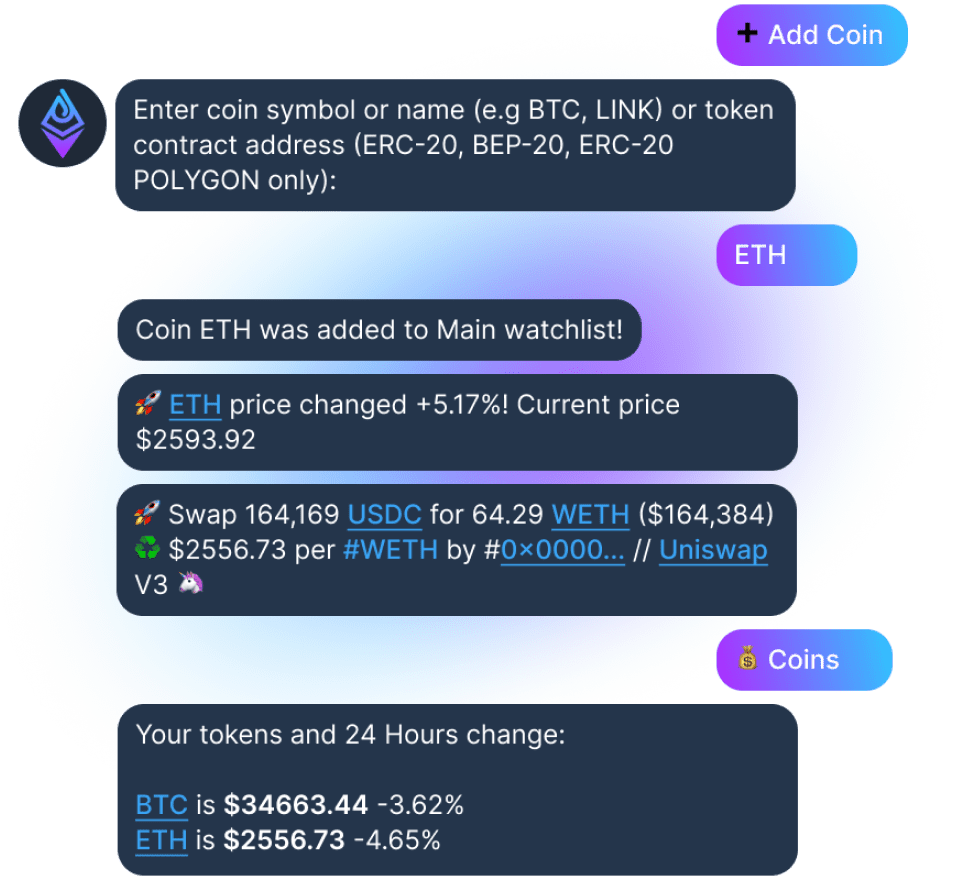 ➕ Add Coin
Enter coin symbol or name (e.g BTC, LINK) or token
contract address (ERC-20, BEP-20, ERC-20
POLYGON only):
ETH
Coin ETH was added to Main watchlist!
🚀 ETH price changed +5.17%! Current price
$2593.92
🚀 Swap 164,169 USDC for 64.29 WETH ($164,384)
♻️ $2556.73 per #WETH by #0×0000... // Uniswap
V3 🦄
💰 Coins
Your tokens and 24 Hours change:
BTC is $34663.44 -3.62%
ETH is $2556.73 -4.65%